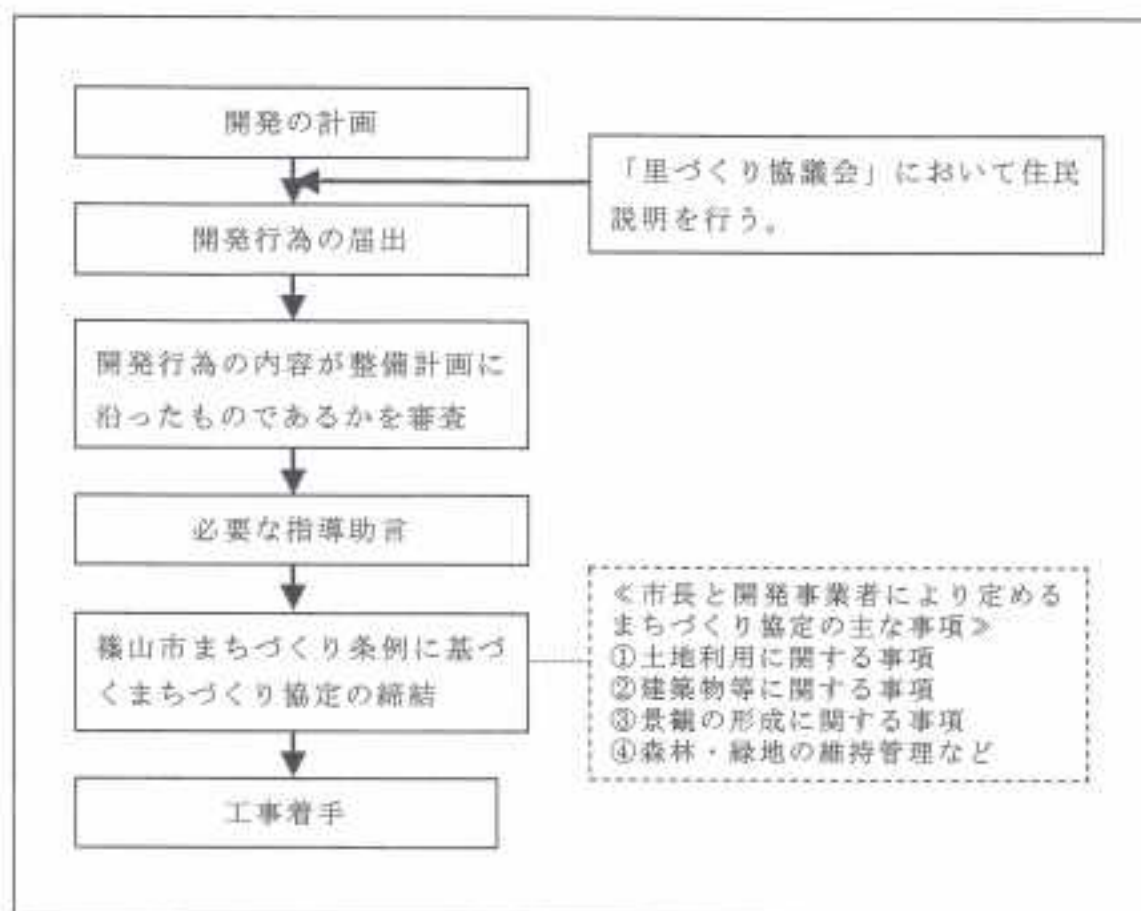 開発の計画
「里づくり協議会」において住民
説明を行う。
開発行為の届出
開発行為の内容が整備計画に
沿ったものであるかを審査
必要な指導助言
≪市長と開発事業者により定める
まちづくり協定の主な事項≫
①土地利用に関する事項
②建築物等に関する事項
③景観の形成に関する事項
④森林・緑地の維持管理など
篠山市まちづくり条例に基づ
くまちづくり協定の締結
工事着手